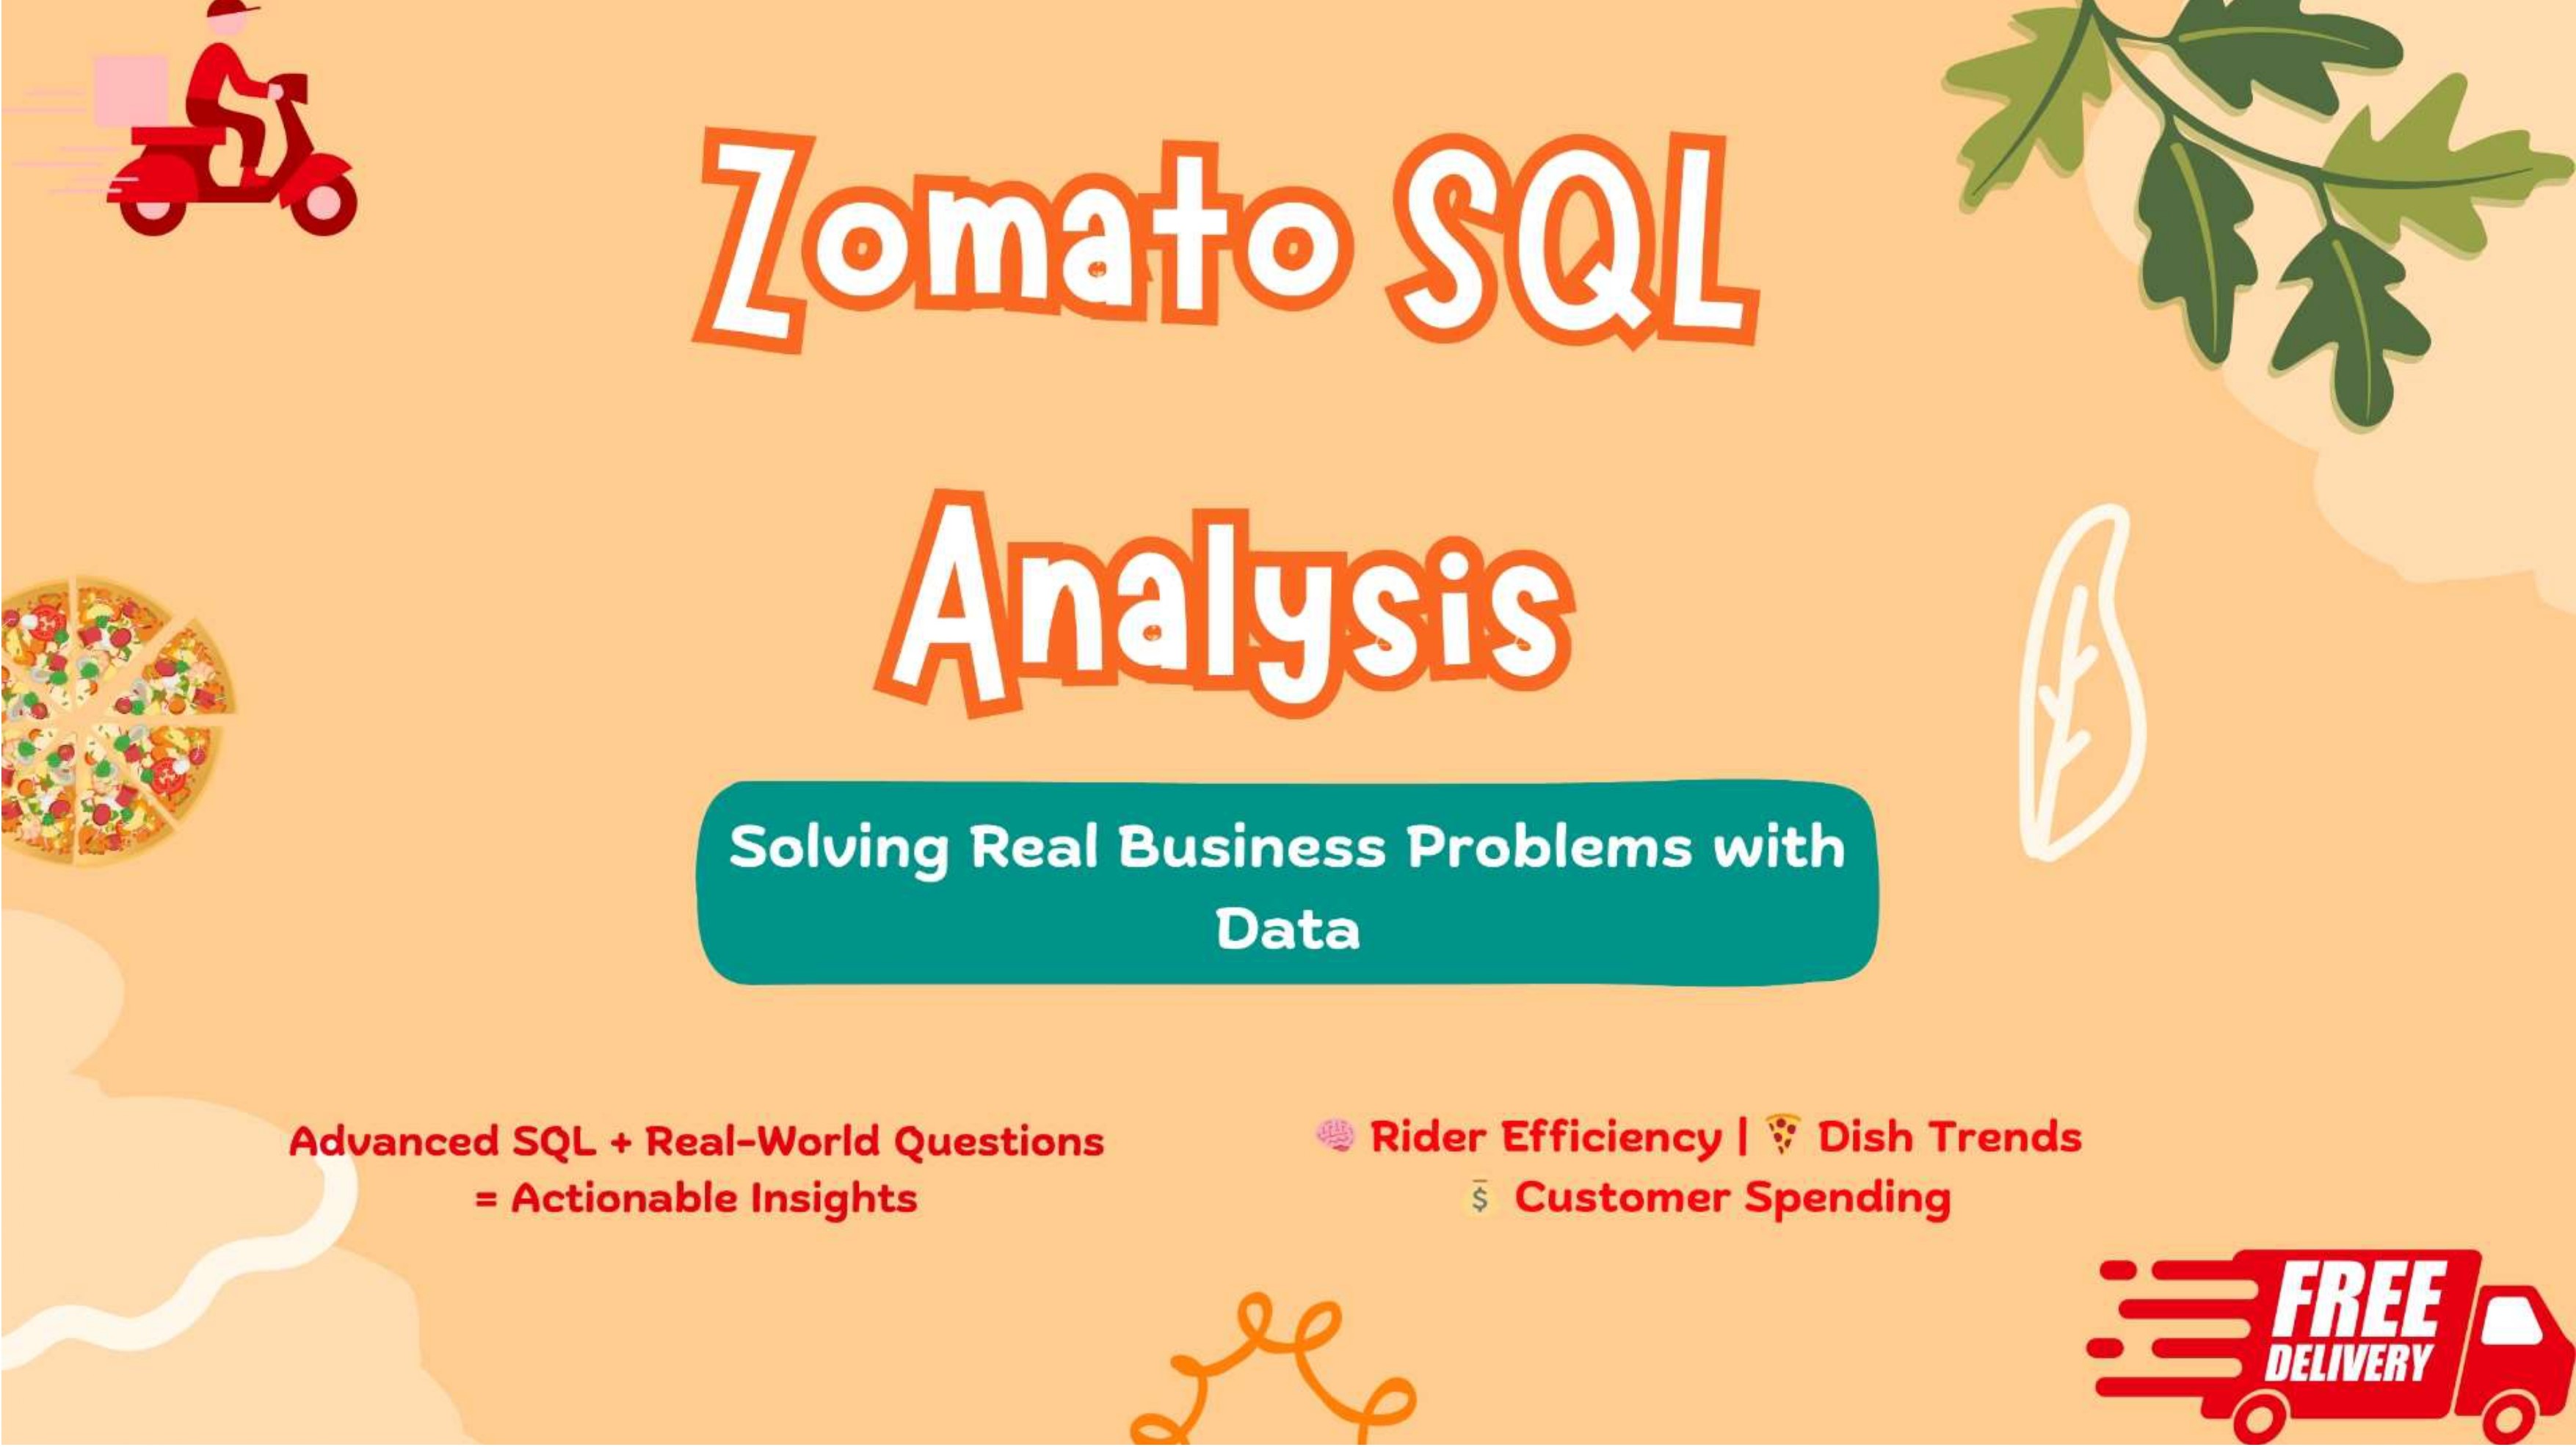 Zomato SQL
Analysis
Solving Real Business Problems with
Data
Advanced SQL + Real-World Questions
= Actionable Insights
🧠 Rider Efficiency | 🍕 Dish Trends
💰 Customer Spending
FREE
DELIVERY